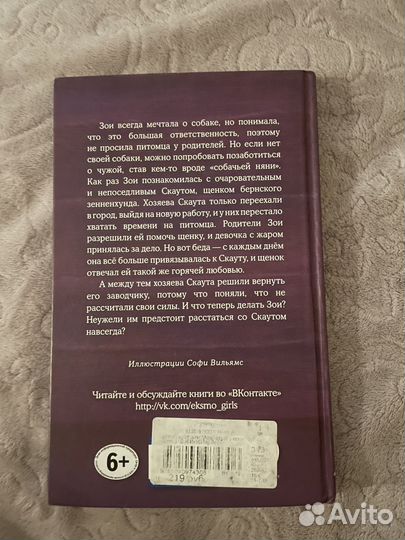 Зои всегда мечтала о собаке, но понимала,
что это большая ответственность, поэтому
не просила питомца у родителей. Но если нет
своей собаки, можно попробовать позаботиться
о чужой, став кем-то вроде «собачьей няни».
Как раз Зои познакомилась с очаровательным
и непоседливым Скаутом, щенком бернского
зенненхунда. Хозяева Скаута только переехали
в город, выйдя на новую работу, и у них перестало
хватать времени на питомца. Родители Зои
разрешили ей помочь щенку, и девочка с жаром
принялась за дело. Но вот беда — с каждым днём
она всё больше привязывалась к Скауту, и щенок
отвечал ей такой же горячей любовью.
А между тем хозяева Скаута решили вернуть
его заводчику, потому что поняли, что не
рассчитали свои силы. И что теперь делать Зои?
Неужели им предстоит расстаться со Скаутом
навсегда?
Иллюстрации Софи Вильямс
Читайте и обсуждайте книги во «ВКонтакте»
http://vk.com/eksmo_girls
6+
219 руб
Avito